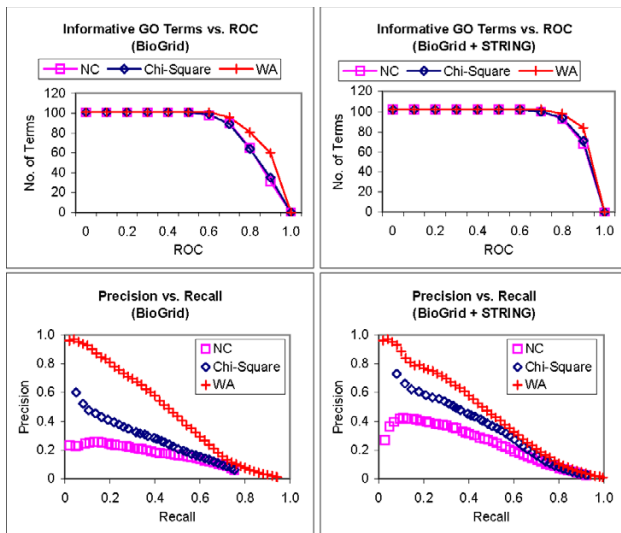 Informative GO Terms vs. ROC
(BioGrid)
NC Chi-Square WA
No. of Terms
120
100
80
60
40
20
0
0 0.2 0.4 0.6 0.8 1.0
ROC
Informative GO Terms vs. ROC
(BioGrid + STRING)
NC Chi-Square WA
No. of Terms
120
100
80
60
40
20
0
0 0.2 0.4 0.6 0.8 1.0
ROC
Precision vs. Recall
(BioGrid)
NC
Chi-Square
WA
Precision
1.0
0.8
0.6
0.4
0.2
0.0
0 0.2 0.4 0.6 0.8 1.0
Recall
Precision vs. Recall
(BioGrid + STRING)
NC
Chi-Square
WA
Precision
1.0
0.8
0.6
0.4
0.2
0.0
0 0.2 0.4 0.6 0.8 1.0
Recall